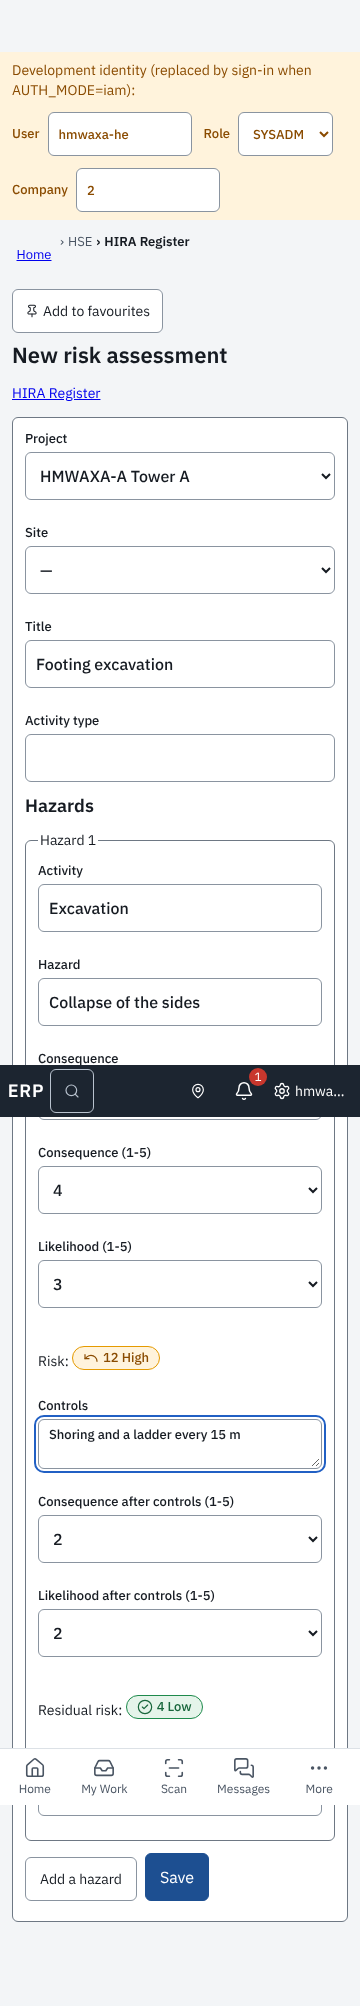 Development identity (replaced by sign-in when
AUTH_MODE=iam):
User hmwaxa-he Role SYSADM
Company 2
Home › HSE › HIRA Register
Add to favourites
New risk assessment
HIRA Register
Project
HMWAXA-A Tower A
Site
—
Title
Footing excavation
Activity type
Hazards
Hazard 1
Activity
Excavation
Hazard
Collapse of the sides
Consequence
ERP 1 hmwa...
Consequence (1-5)
4
Likelihood (1-5)
3
Risk: 12 High
Controls
Shoring and a ladder every 15 m
Consequence after controls (1-5)
2
Likelihood after controls (1-5)
2
Residual risk: 4 Low
Home My Work Scan Messages More
Add a hazard Save